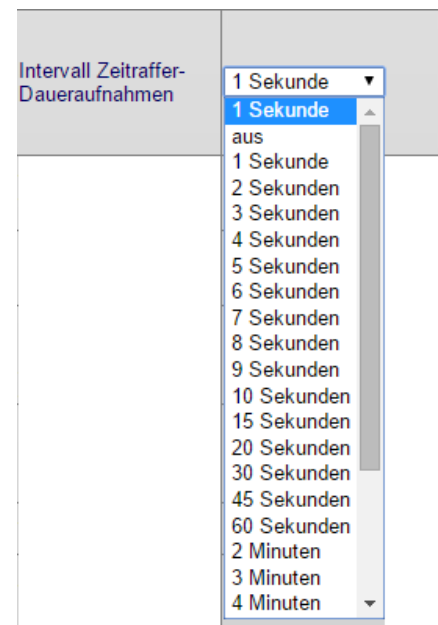 Intervall Zeitraffer-
Daueraufnahmen
1 Sekunde
1 Sekunde
aus
1 Sekunde
2 Sekunden
3 Sekunden
4 Sekunden
5 Sekunden
6 Sekunden
7 Sekunden
8 Sekunden
9 Sekunden
10 Sekunden
15 Sekunden
20 Sekunden
30 Sekunden
45 Sekunden
60 Sekunden
2 Minuten
3 Minuten
4 Minuten